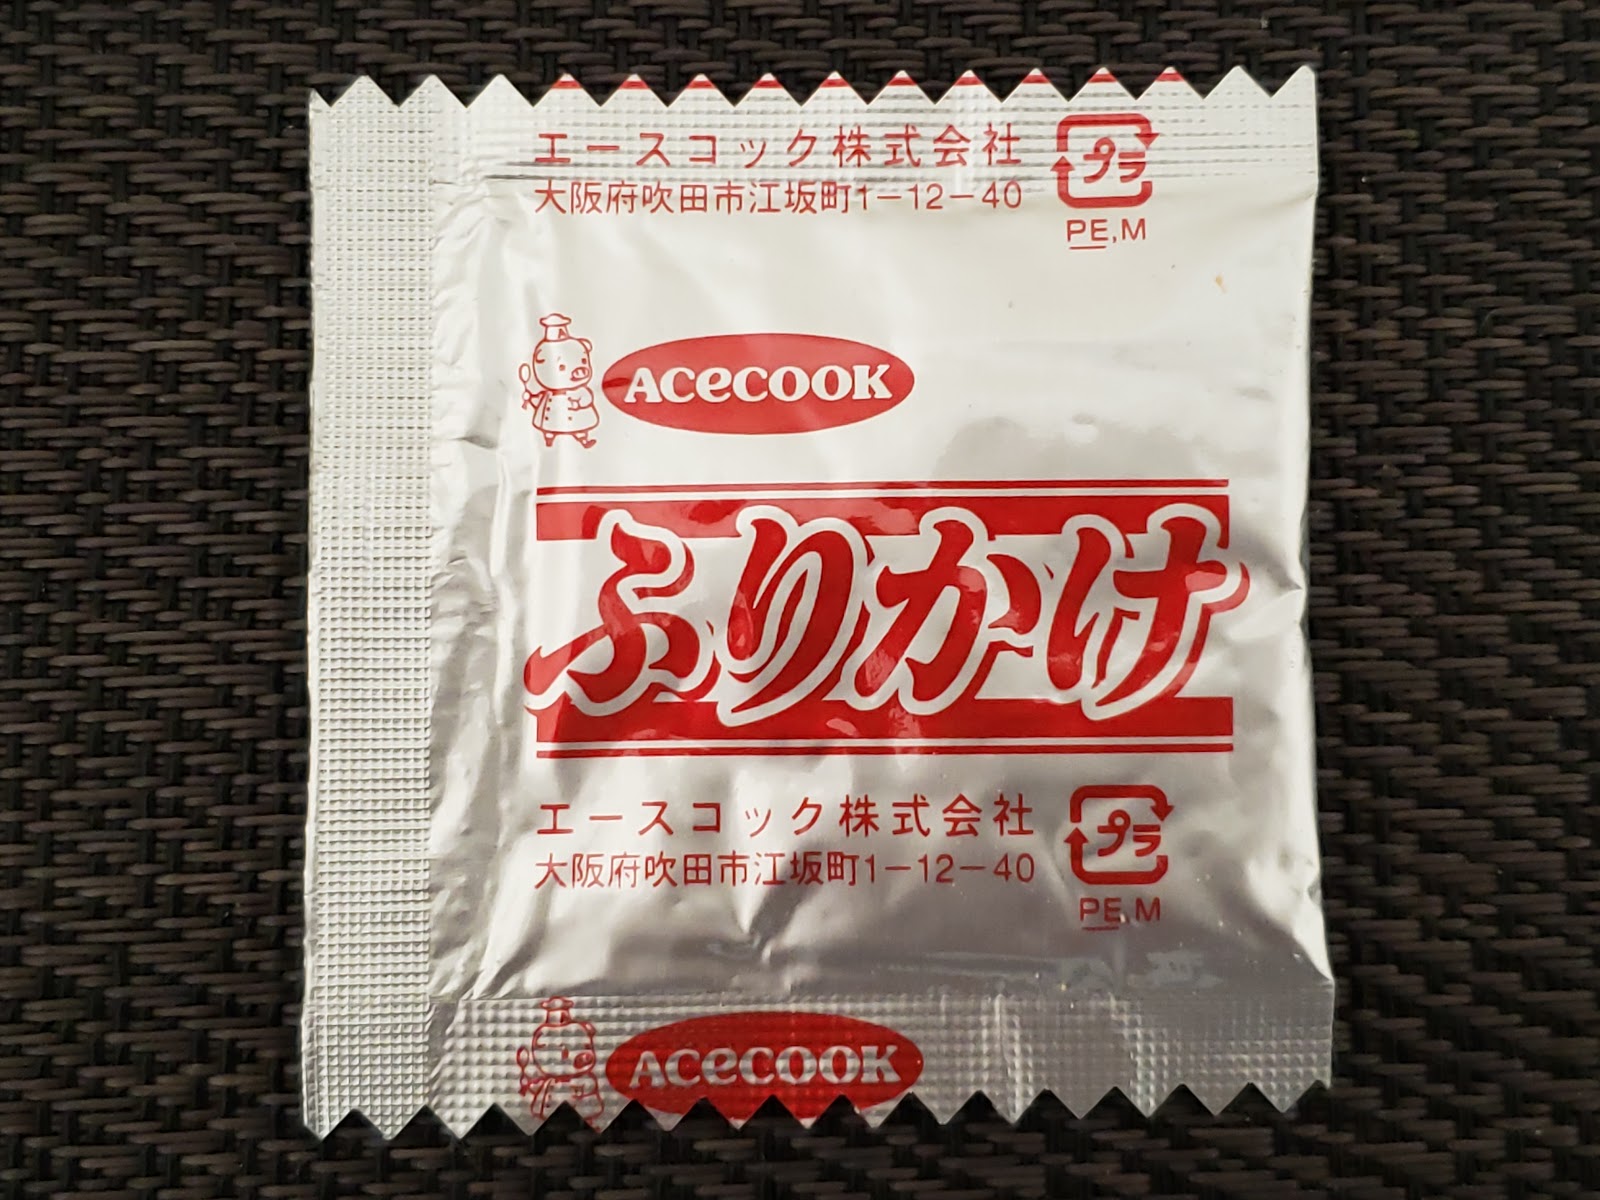 エースコック株式会社
大阪府吹田市江坂町1-12-40
プラ
PE,M
Acecook
ふりかけ
エースコック株式会社
大阪府吹田市江坂町1-12-40
プラ
PE,M
Acecook